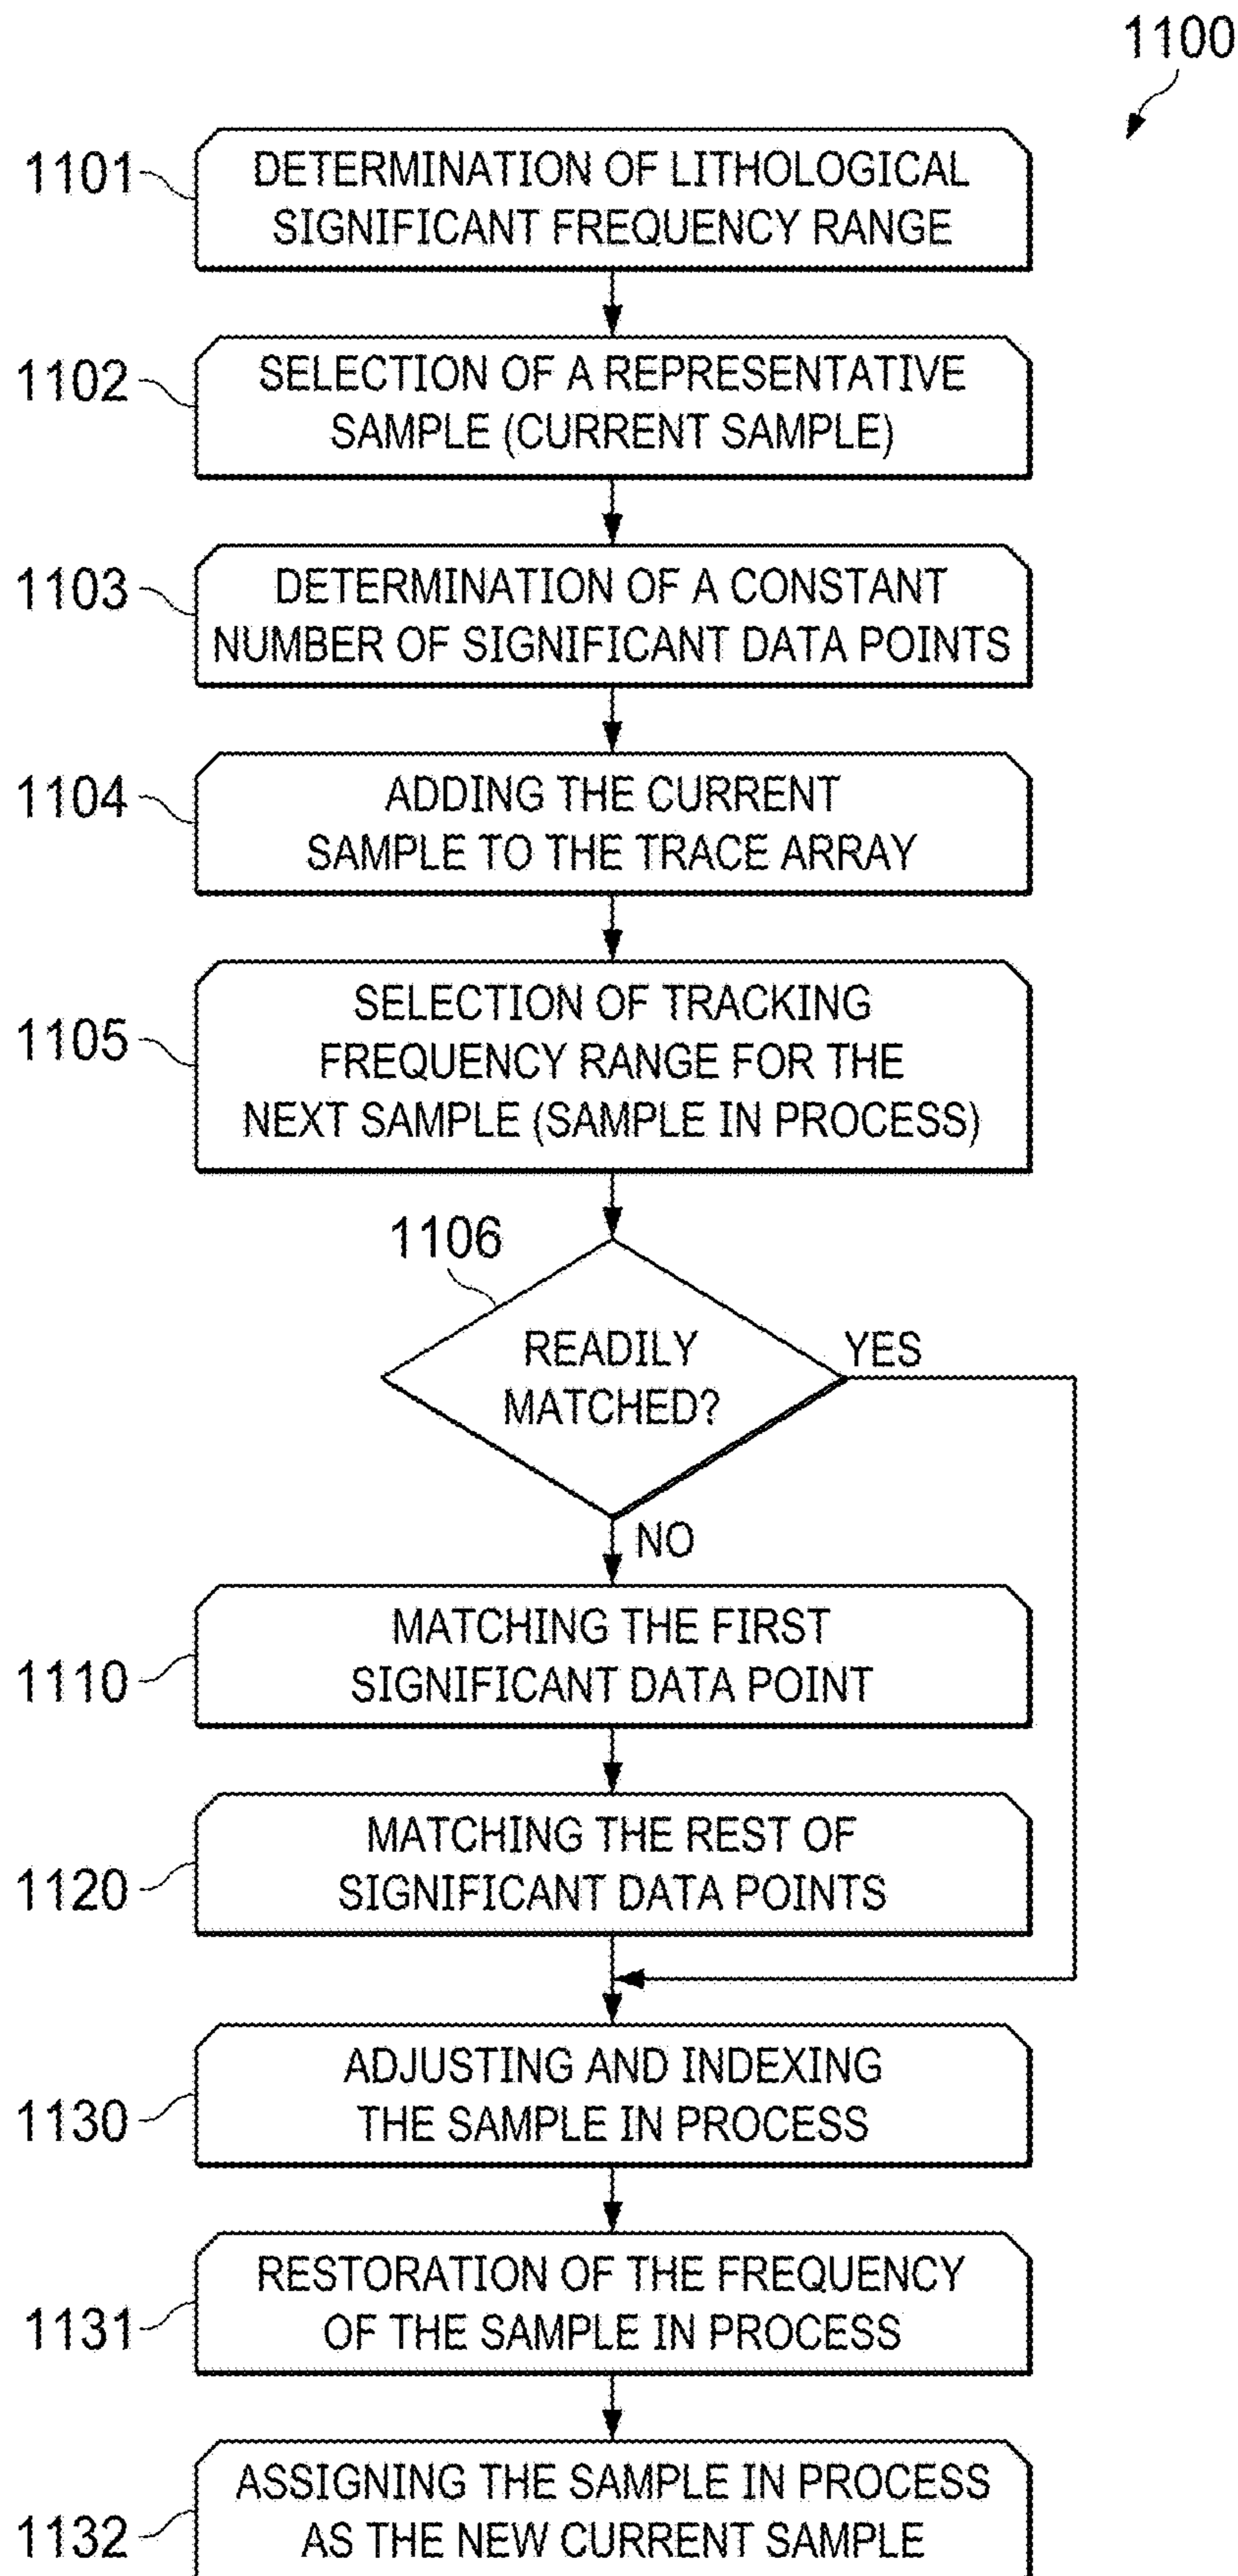 1100
1101
DETERMINATION OF LITHOLOGICAL
SIGNIFICANT FREQUENCY RANGE
1102
SELECTION OF A REPRESENTATIVE
SAMPLE (CURRENT SAMPLE)
1103
DETERMINATION OF A CONSTANT
NUMBER OF SIGNIFICANT DATA POINTS
1104
ADDING THE CURRENT
SAMPLE TO THE TRACE ARRAY
1105
SELECTION OF TRACKING
FREQUENCY RANGE FOR THE
NEXT SAMPLE (SAMPLE IN PROCESS)
1106
READILY
MATCHED?
YES
NO
1110
MATCHING THE FIRST
SIGNIFICANT DATA POINT
1120
MATCHING THE REST OF
SIGNIFICANT DATA POINTS
1130
ADJUSTING AND INDEXING
THE SAMPLE IN PROCESS
1131
RESTORATION OF THE FREQUENCY
OF THE SAMPLE IN PROCESS
1132
ASSIGNING THE SAMPLE IN PROCESS
AS THE NEW CURRENT SAMPLE